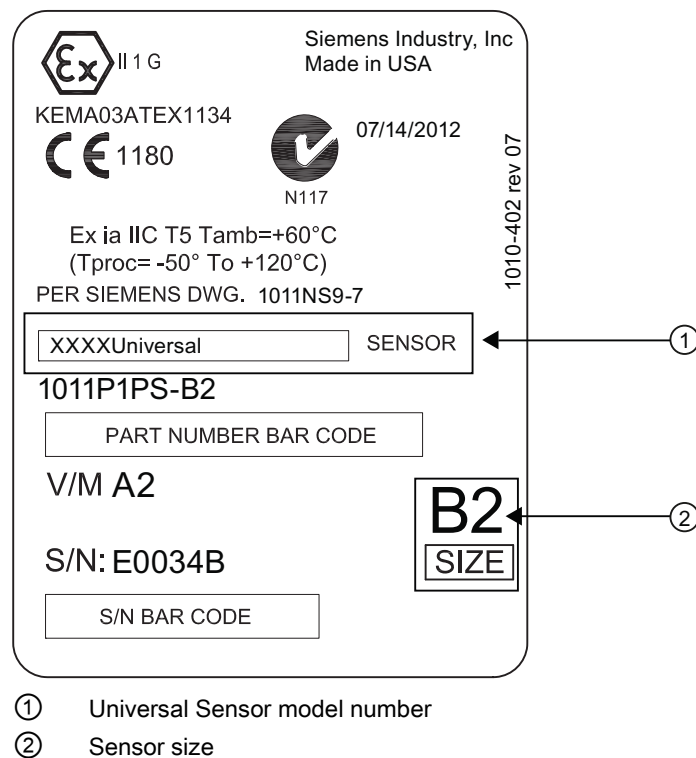 Ex II 1 G
Siemens Industry, Inc
Made in USA
KEMA03ATEX1134
CE 1180
07/14/2012
N117
1010-402 rev 07
Ex ia IIC T5 Tamb=+60°C
(Tproc= -50° To +120°C)
PER SIEMENS DWG. 1011NS9-7
XXXXUniversal SENSOR
①
1011P1PS-B2
PART NUMBER BAR CODE
V/M A2
B2
②
SIZE
S/N: E0034B
S/N BAR CODE
① Universal Sensor model number
② Sensor size